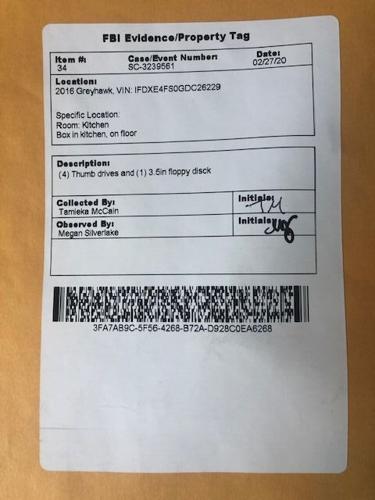 FBI Evidence/Property Tag
Item #: Case/Event Number: Date:
34 SC-3239561 02/27/20
Location:
2016 Greyhawk, VIN: IFDXE4FS0GDC26229
Specific Location:
Room: Kitchen
Box in kitchen, on floor
Description:
(4) Thumb drives and (1) 3.5in floppy disck
Collected By: Initials:
Tamieka McCain TM
Observed By: Initials:
Megan Silverlake
3FA7AB9C-5F56-4268-B72A-D928C0EA6268